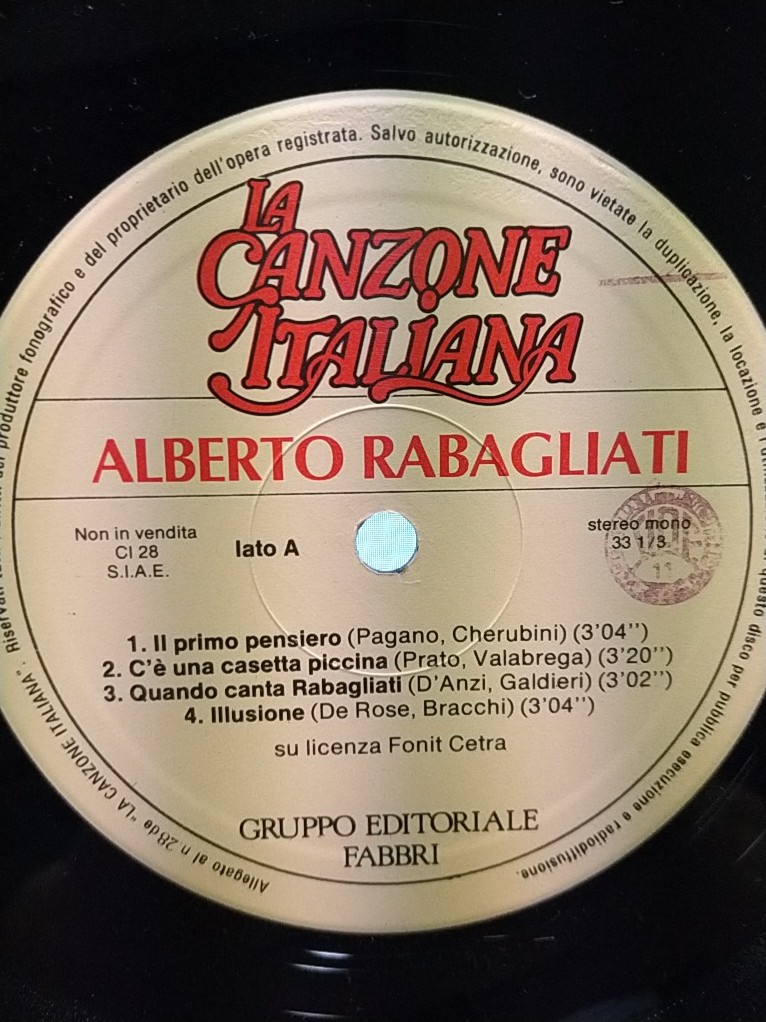 LA
CANZONE
ITALIANA
ALBERTO RABAGLIATI
Non in vendita
CI 28
S.I.A.E.
lato A
stereo mono
33 1/3
11
1. Il primo pensiero (Pagano, Cherubini) (3'04'')
2. C'è una casetta piccina (Prato, Valabrega) (3'20'')
3. Quando canta Rabagliati (D'Anzi, Galdieri) (3'02'')
4. Illusione (De Rose, Bracchi) (3'04'')
su licenza Fonit Cetra
GRUPPO EDITORIALE
FABBRI
Allegato al n. 28 de "LA CANZONE ITALIANA". Riservati produttore fonografico e del proprietario dell'opera registrata. Salvo autorizzazione, sono vietate la duplicazione, la locazione e questo disco per pubblica esecuzione e radiodiffusione.